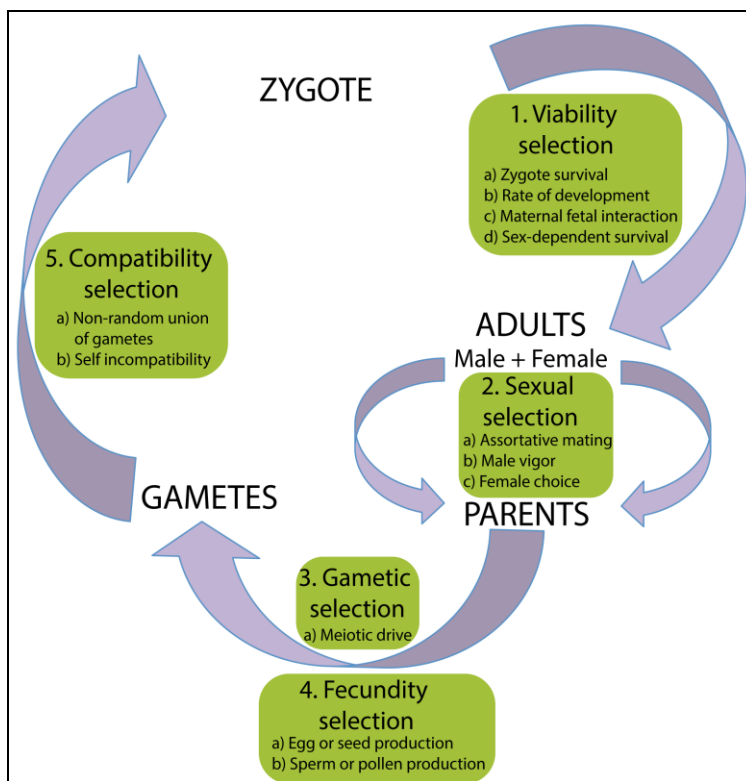 ZYGOTE
1. Viability
selection
a) Zygote survival
b) Rate of development
c) Maternal fetal interaction
d) Sex-dependent survival
ADULTS
Male + Female
2. Sexual
selection
a) Assortative mating
b) Male vigor
c) Female choice
PARENTS
3. Gametic
selection
a) Meiotic drive
4. Fecundity
selection
a) Egg or seed production
b) Sperm or pollen production
GAMETES
5. Compatibility
selection
a) Non-random union
of gametes
b) Self incompatibility